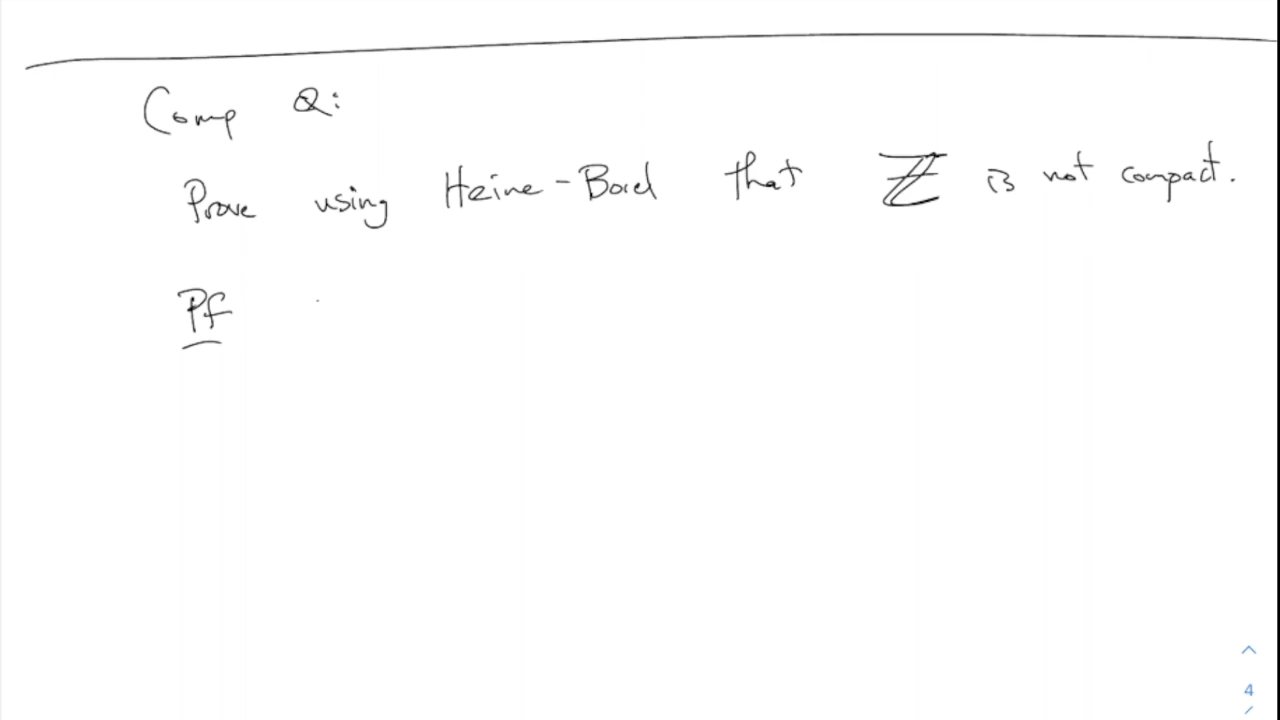 Comp Q:
Prove using Heine-Borel that ℤ is not compact.
Pf
4